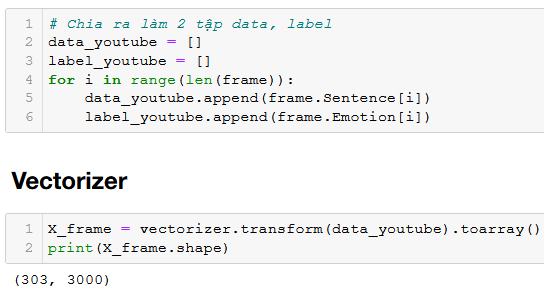 1 # Chia ra làm 2 tập data, label
2 data_youtube = []
3 label_youtube = []
4 for i in range(len(frame)):
5     data_youtube.append(frame.Sentence[i])
6     label_youtube.append(frame.Emotion[i])
Vectorizer
1 X_frame = vectorizer.transform(data_youtube).toarray()
2 print(X_frame.shape)
(303, 3000)